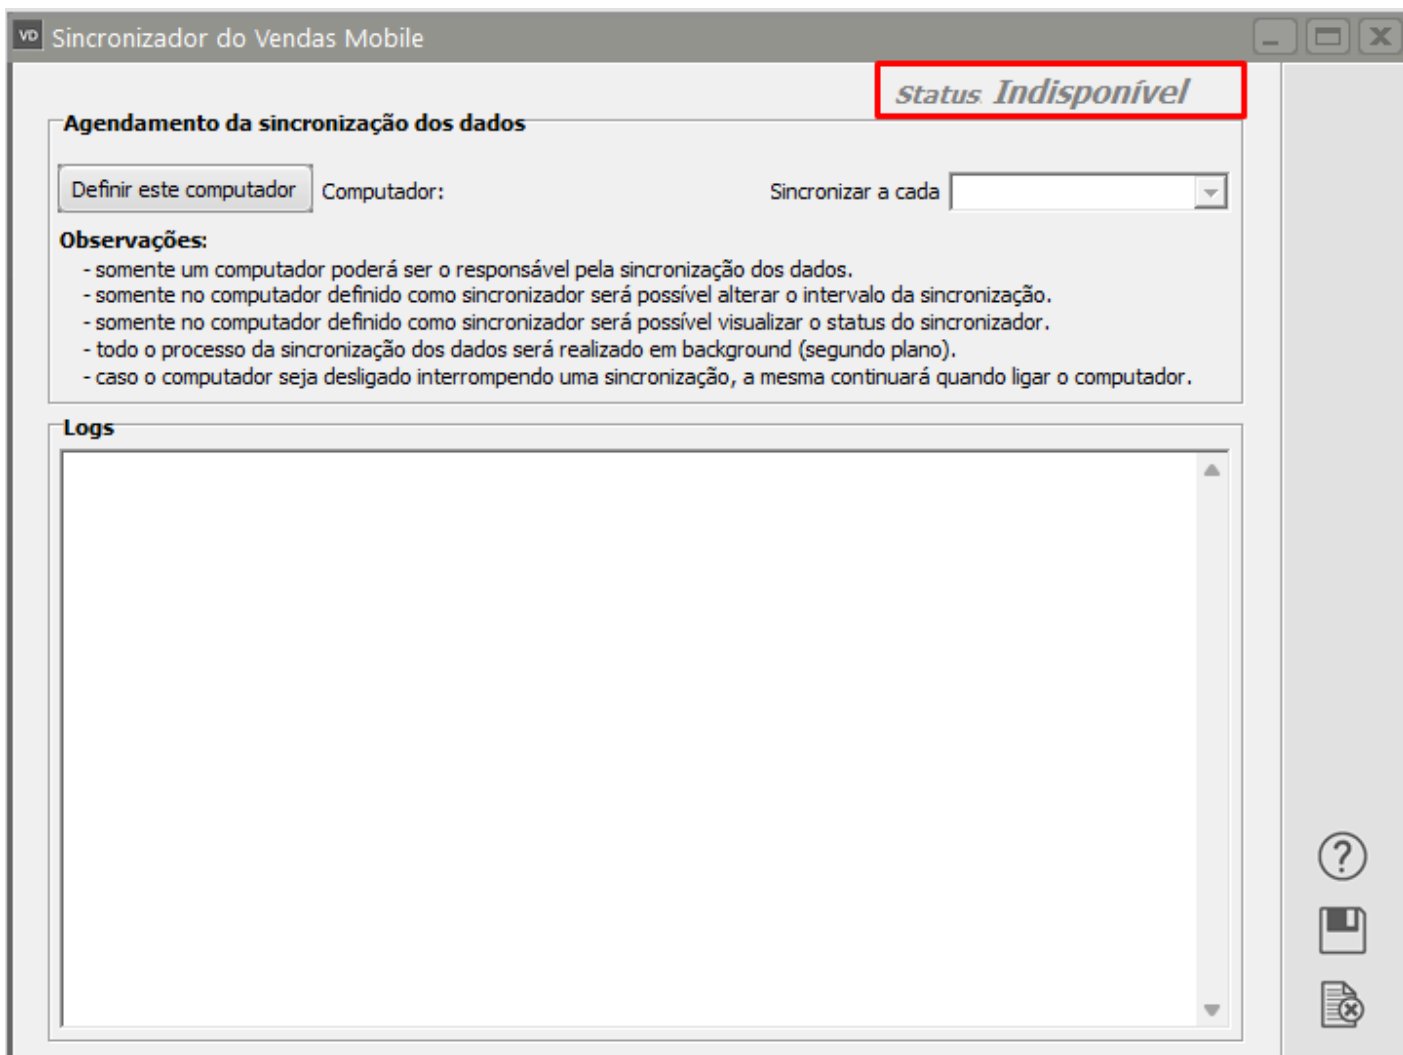 VD Sincronizador do Vendas Mobile
Status: Indisponível
Agendamento da sincronização dos dados
Definir este computador Computador: Sincronizar a cada
Observações:
- somente um computador poderá ser o responsável pela sincronização dos dados.
- somente no computador definido como sincronizador será possível alterar o intervalo da sincronização.
- somente no computador definido como sincronizador será possível visualizar o status do sincronizador.
- todo o processo da sincronização dos dados será realizado em background (segundo plano).
- caso o computador seja desligado interrompendo uma sincronização, a mesma continuará quando ligar o computador.
Logs